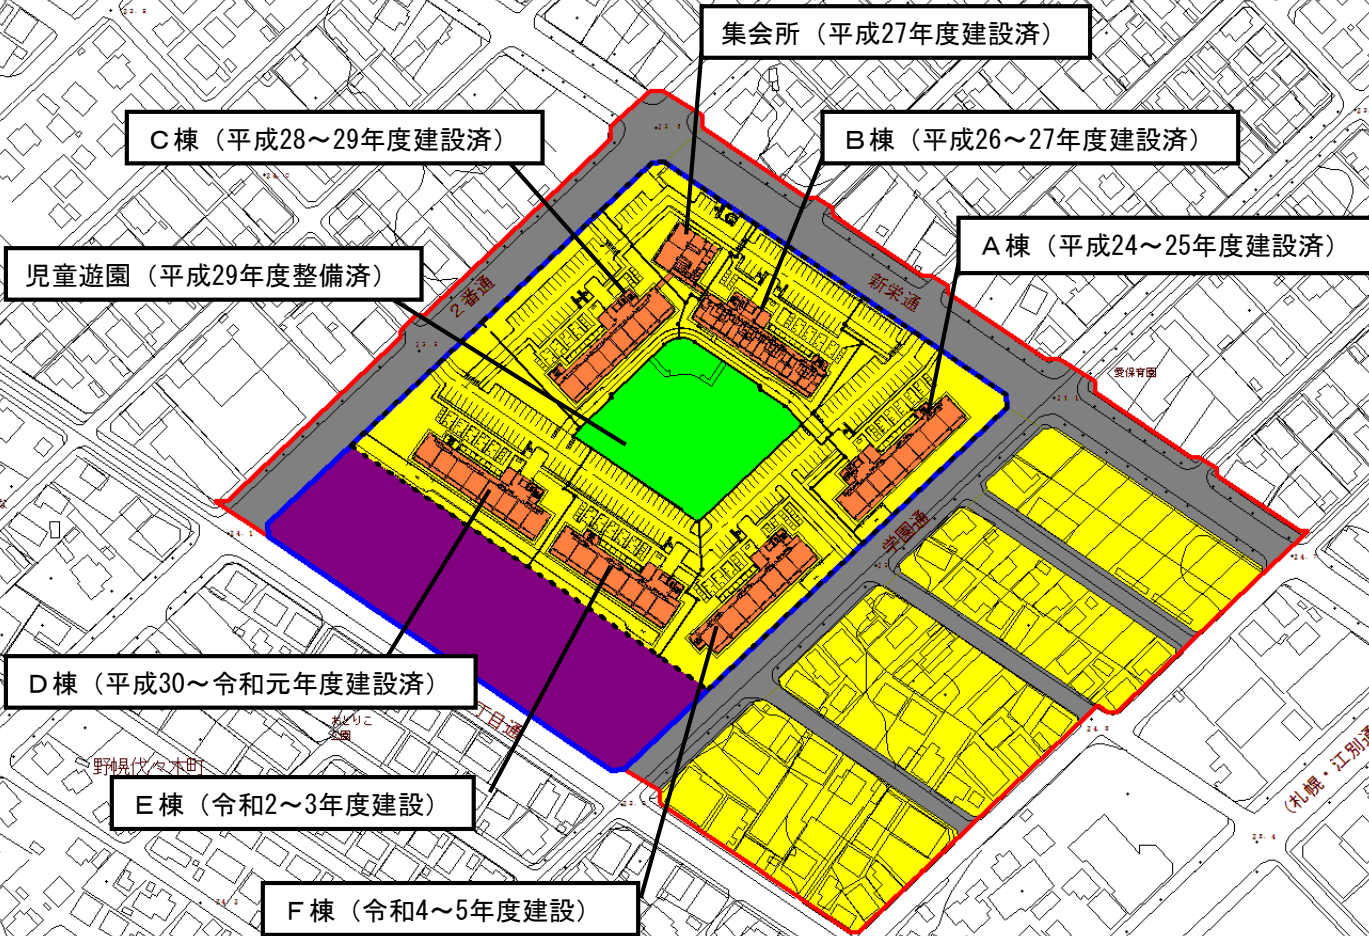 集会所（平成27年度建設済）
C棟（平成28～29年度建設済）
B棟（平成26～27年度建設済）
A棟（平成24～25年度建設済）
児童遊園（平成29年度整備済）
2番通
新栄通
愛保育園
学園通
D棟（平成30～令和元年度建設済）
丁目通
野幌代々木町
E棟（令和2～3年度建設）
（札幌・江別通
F棟（令和4～5年度建設）